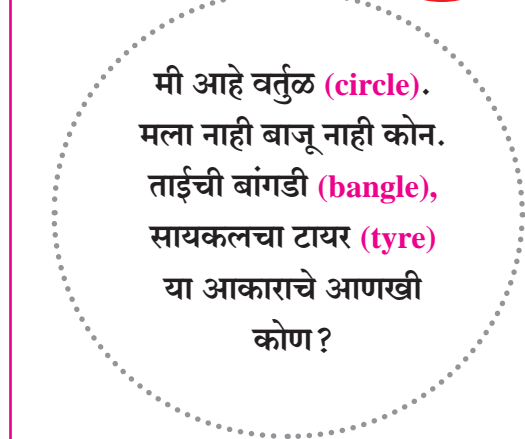 मी आहे वर्तुळ (circle).
मला नाही बाजू नाही कोन.
ताईची बांगडी (bangle),
सायकलचा टायर (tyre)
या आकाराचे आणखी
कोण?